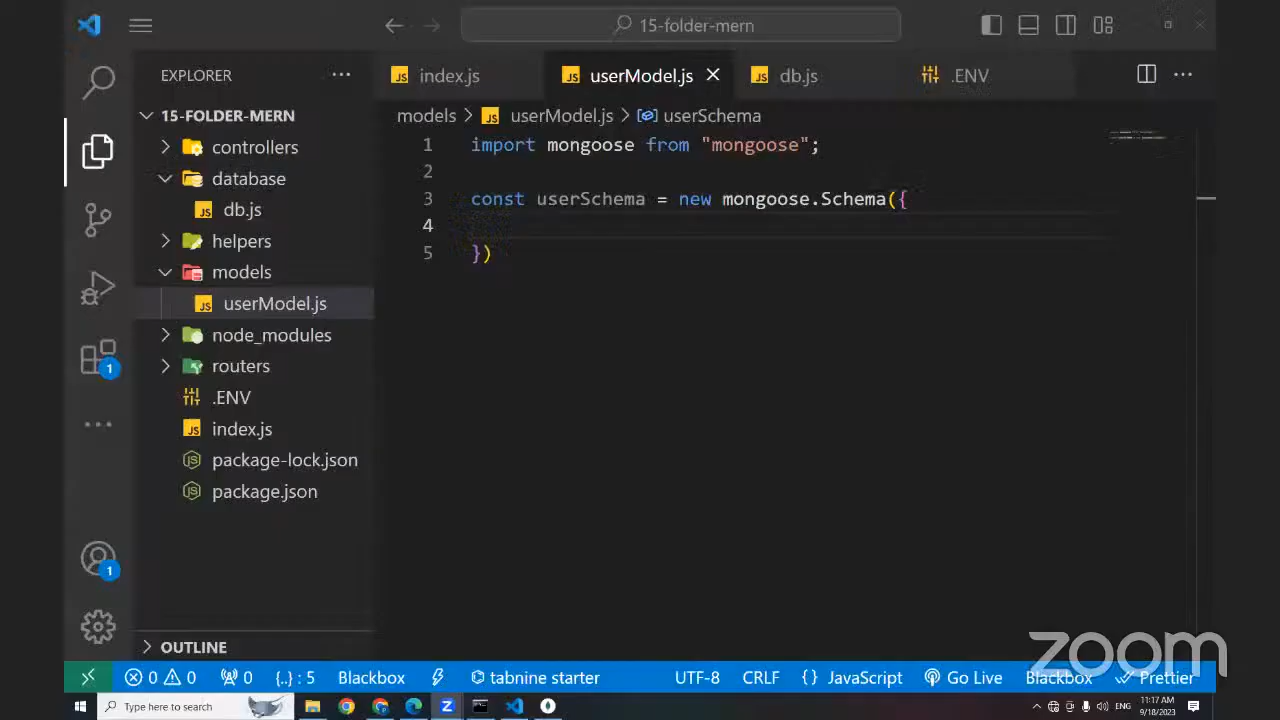 15-folder-mern
EXPLORER
15-FOLDER-MERN
controllers
database
db.js
helpers
models
userModel.js
node_modules
routers
.ENV
index.js
package-lock.json
package.json
OUTLINE
index.js
userModel.js
db.js
.ENV
models > userModel.js > userSchema
1 import mongoose from "mongoose";
2
3 const userSchema = new mongoose.Schema({
4
5 })
1
1
zoom
0 0 0 {..} : 5 Blackbox tabnine starter UTF-8 CRLF {} JavaScript Go Live Blackbox Prettier
Type here to search
ENG
11:17 AM
9/18/2023